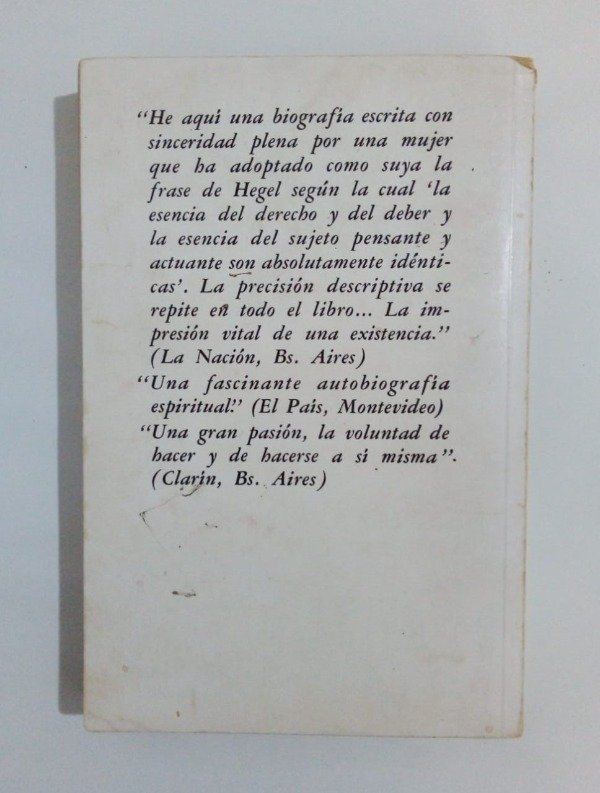 “He aquí una biografía escrita con
sinceridad plena por una mujer
que ha adoptado como suya la
frase de Hegel según la cual ‘la
esencia del derecho y del deber y
la esencia del sujeto pensante y
actuante son absolutamente idénti-
cas’. La precisión descriptiva se
repite en todo el libro... La im-
presión vital de una existencia.”
(La Nación, Bs. Aires)
“Una fascinante autobiografía
espiritual.” (El País, Montevideo)
“Una gran pasión, la voluntad de
hacer y de hacerse a sí misma”.
(Clarín, Bs. Aires)